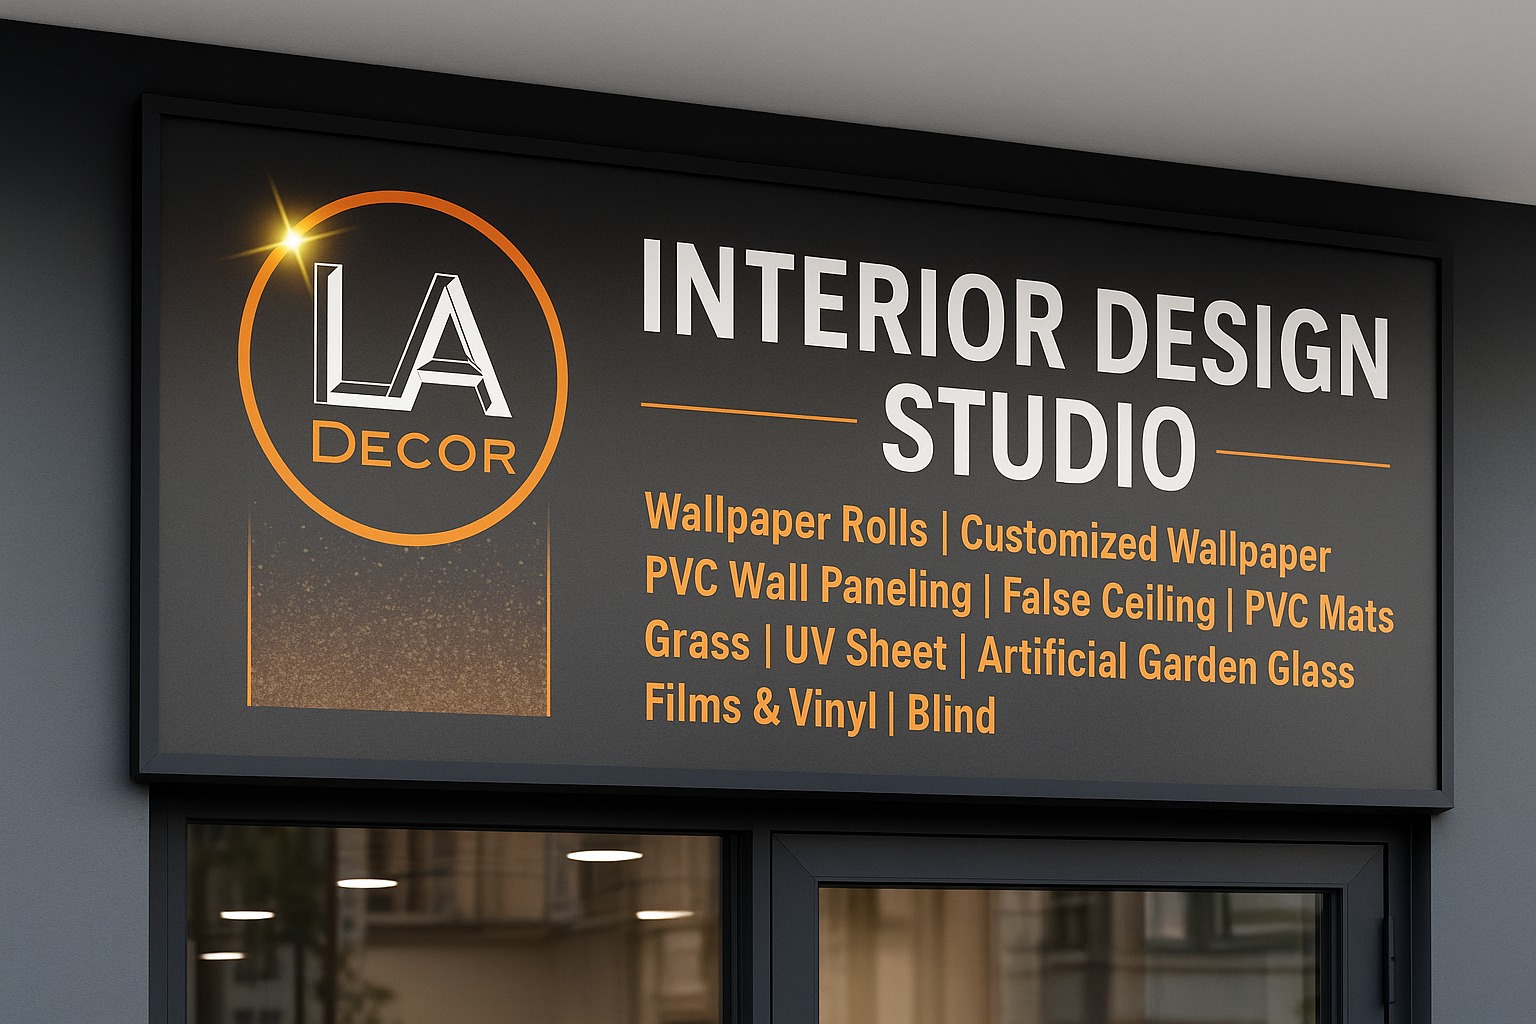 LA
DECOR
INTERIOR DESIGN
STUDIO
Wallpaper Rolls | Customized Wallpaper
PVC Wall Paneling | False Ceiling | PVC Mats
Grass | UV Sheet | Artificial Garden Glass
Films & Vinyl | Blind